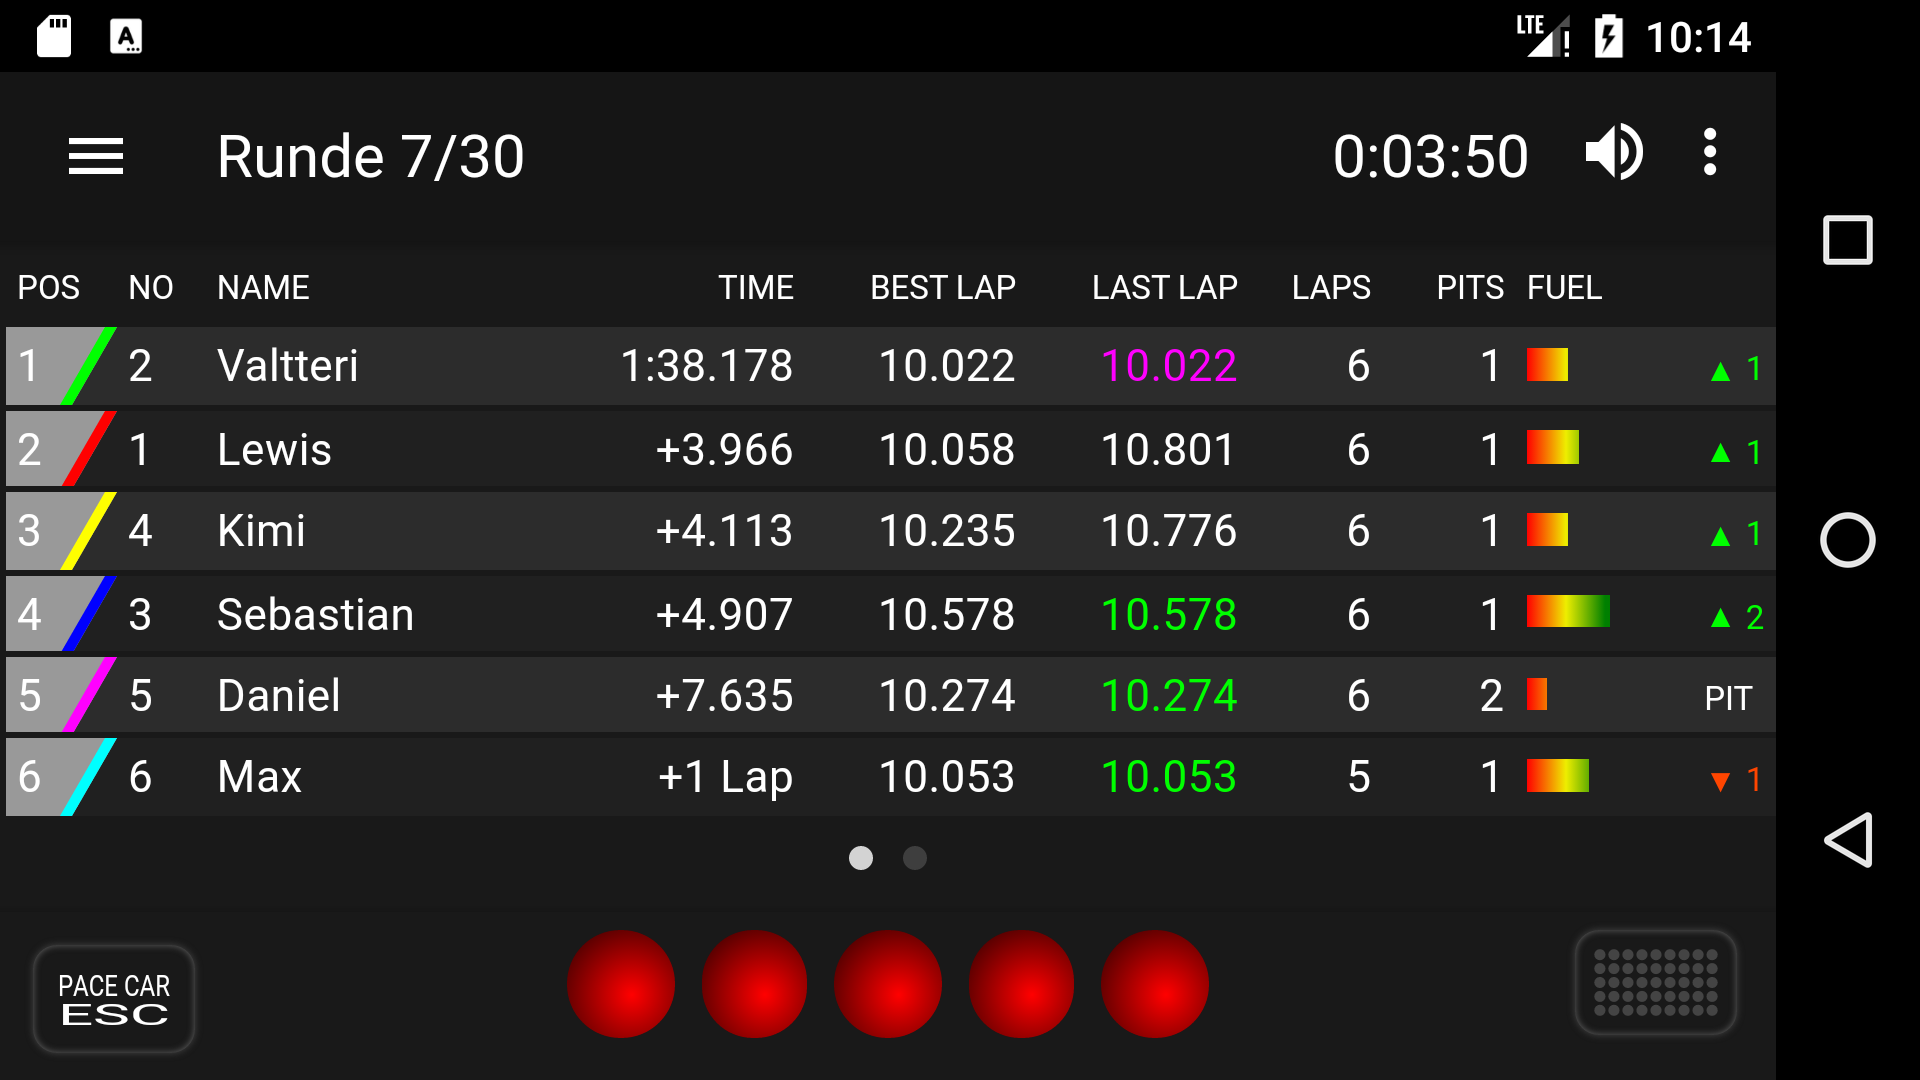 LTE 10:14
Runde 7/30 0:03:50
POS NO NAME TIME BEST LAP LAST LAP LAPS PITS FUEL
1 2 Valtteri 1:38.178 10.022 10.022 6 1 ▲ 1
2 1 Lewis +3.966 10.058 10.801 6 1 ▲ 1
3 4 Kimi +4.113 10.235 10.776 6 1 ▲ 1
4 3 Sebastian +4.907 10.578 10.578 6 1 ▲ 2
5 5 Daniel +7.635 10.274 10.274 6 2 PIT
6 6 Max +1 Lap 10.053 10.053 5 1 ▼ 1
PACE CAR
ESC